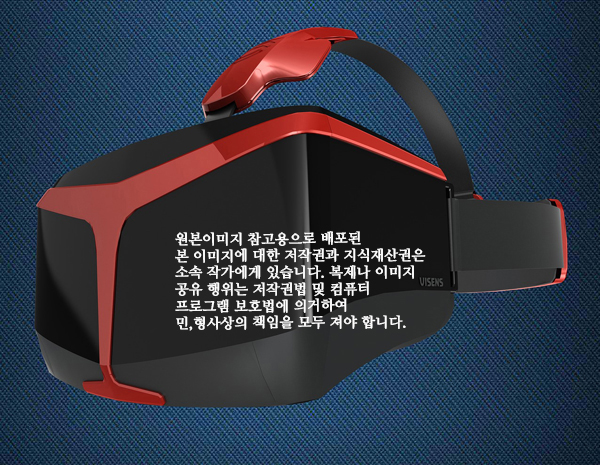 원본이미지 참고용으로 배포된
본 이미지에 대한 저작권과 지식재산권은
소속 작가에게 있습니다. 복제나 이미지
공유 행위는 저작권법 및 컴퓨터
프로그램 보호법에 의거하여
민,형사상의 책임을 모두 져야 합니다.
VISENS